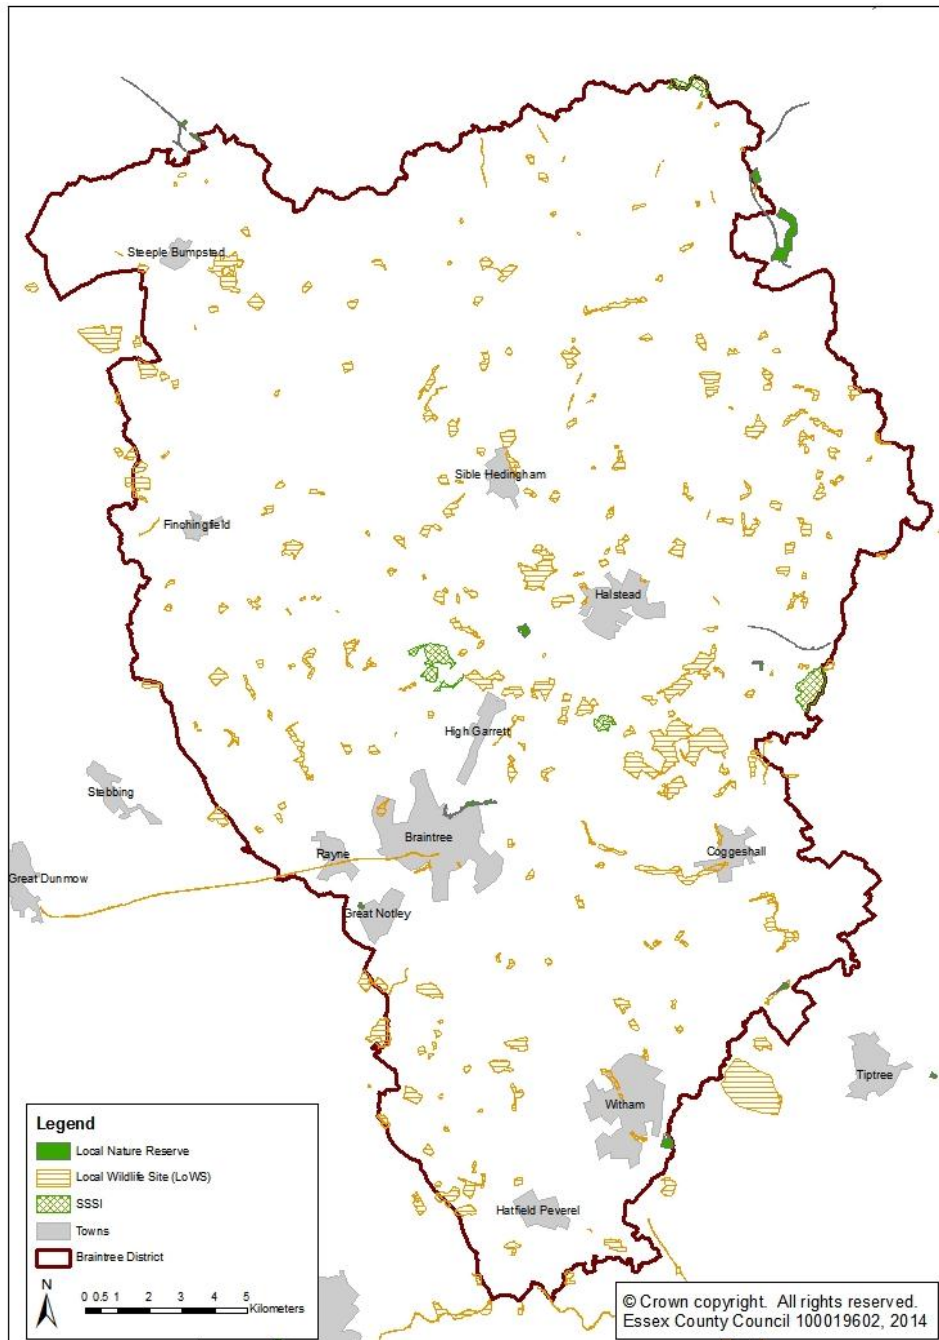 Steeple Bumpsted
Sible Hedingham
Finchingfield
Halstead
High Garrett
Stebbing
Braintree
Rayne
Coggeshall
Great Dunmow
Great Notley
Tiptree
Witham
Hatfield Peverel
Legend
Local Nature Reserve
Local Wildlife Site (LoWS)
SSSI
Towns
Braintree District
N
0 0.5 1 2 3 4 5
Kilometers
© Crown copyright. All rights reserved.
Essex County Council 100019602, 2014